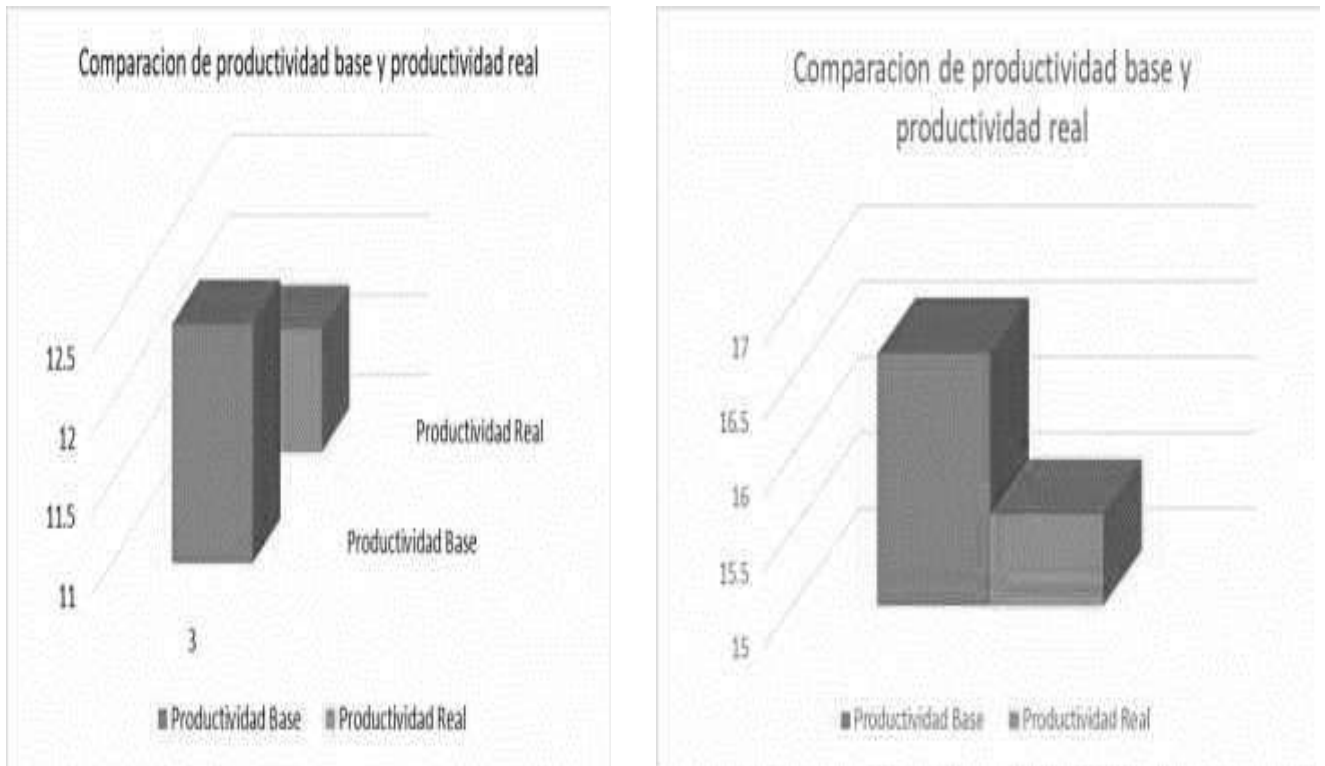 Comparacion de productividad base y productividad real
12.5
12
11.5
11
Productividad Real
Productividad Base
3
Productividad Base Productividad Real
Comparacion de productividad base y
productividad real
17
16.5
16
15.5
15
Productividad Base Productividad Real